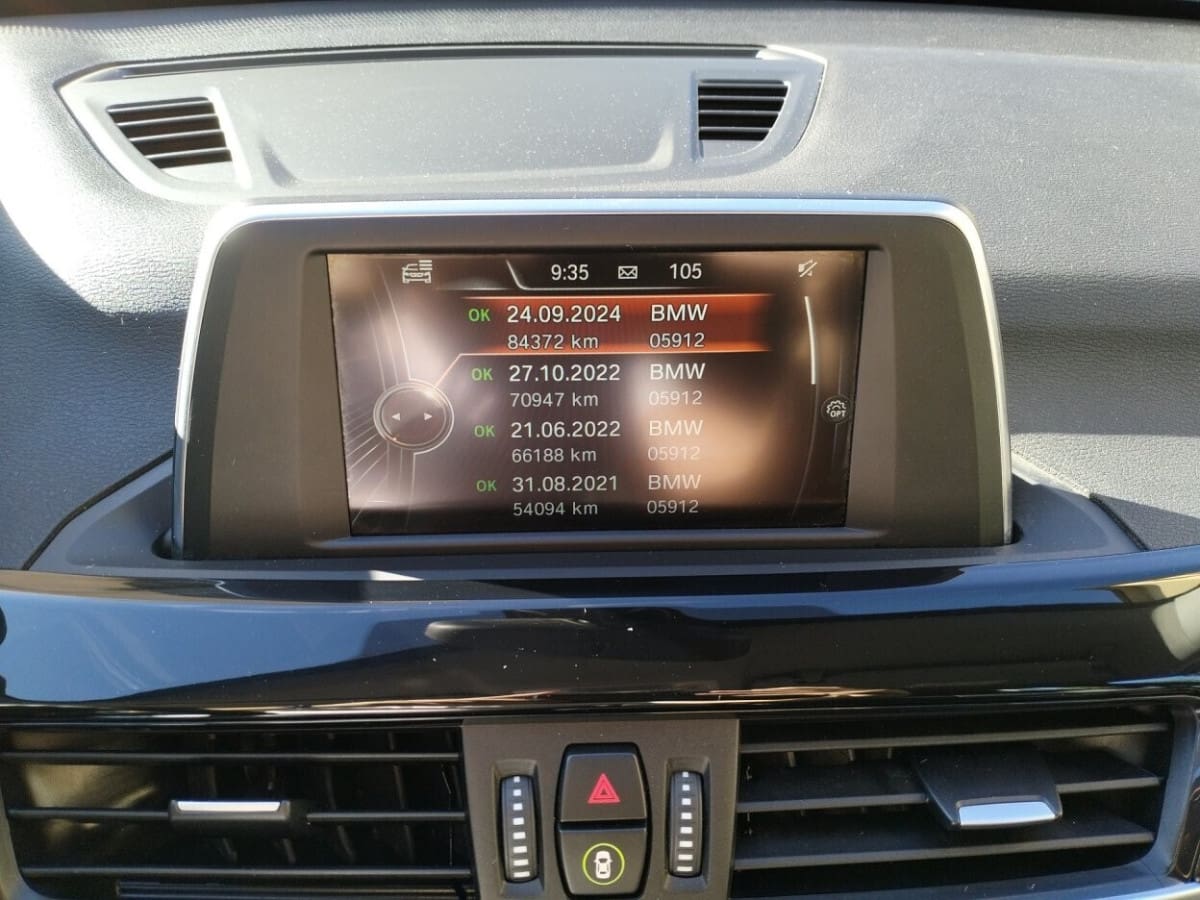 9:35 105
OK 24.09.2024 BMW
84372 km 05912
OK 27.10.2022 BMW
70947 km 05912
OK 21.06.2022 BMW
66188 km 05912
OK 31.08.2021 BMW
54094 km 05912
OPT